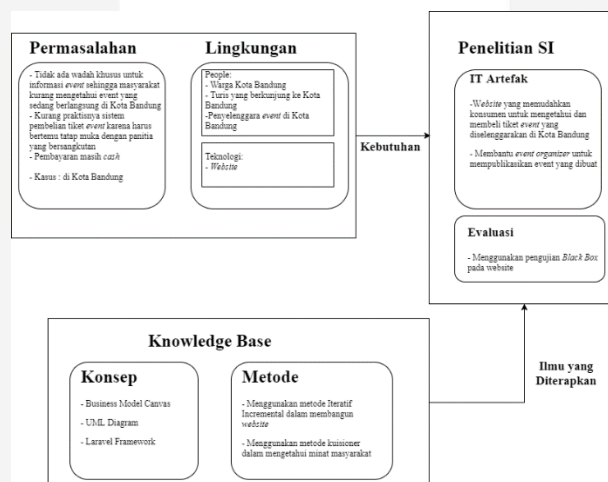 Permasalahan
- Tidak ada wadah khusus untuk
informasi event sehingga masyarakat
kurang mengetahui event yang
sedang berlangsung di Kota Bandung
- Kurang praktisnya sistem
pembelian tiket event karena harus
bertemu tatap muka dengan panitia
yang bersangkutan
- Pembayaran masih cash
- Kasus : di Kota Bandung
Lingkungan
People:
- Warga Kota Bandung
- Turis yang berkunjung ke Kota
Bandung
-Penyelenggara event di Kota
Bandung
Teknologi:
- Website
Kebutuhan
Penelitian SI
IT Artefak
-Website yang memudahkan
konsumen untuk mengetahui dan
membeli tiket event yang
diselenggarakan di Kota Bandung
- Membantu event organizer untuk
mempublikasikan event yang dibuat
Evaluasi
- Menggunakan pengujian Black Box
pada website
Knowledge Base
Konsep
- Business Model Canvas
- UML Diagram
- Laravel Framework
Metode
- Menggunakan metode Iteratif
Incremental dalam membangun
website
- Menggunakan metode kuisioner
dalam mengetahui minat masyarakat
Ilmu yang
Diterapkan